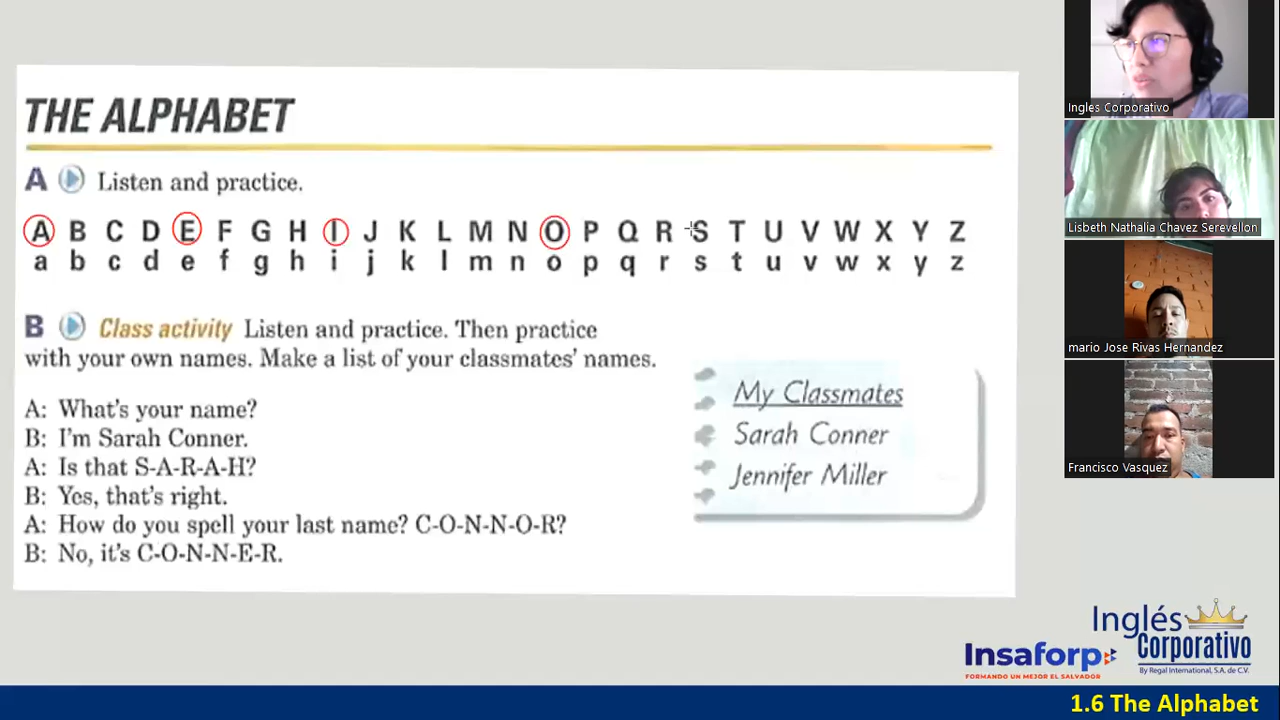 THE ALPHABET
A Listen and practice.
A B C D E F G H I J K L M N O P Q R S T U V W X Y Z
a b c d e f g h i j k l m n o p q r s t u v w x y z
B Class activity Listen and practice. Then practice
with your own names. Make a list of your classmates' names.
A: What's your name?
B: I'm Sarah Conner.
A: Is that S-A-R-A-H?
B: Yes, that's right.
A: How do you spell your last name? C-O-N-N-O-R?
B: No, it's C-O-N-N-E-R.
My Classmates
Sarah Conner
Jennifer Miller
Ingles Corporativo
Lisbeth Nathalia Chavez Serevellon
mario Jose Rivas Hernandez
Francisco Vasquez
Insaforp
FORMANDO UN MEJOR EL SALVADOR
Inglés
Corporativo
By Regal International, S.A. de C.V.
1.6 The Alphabet